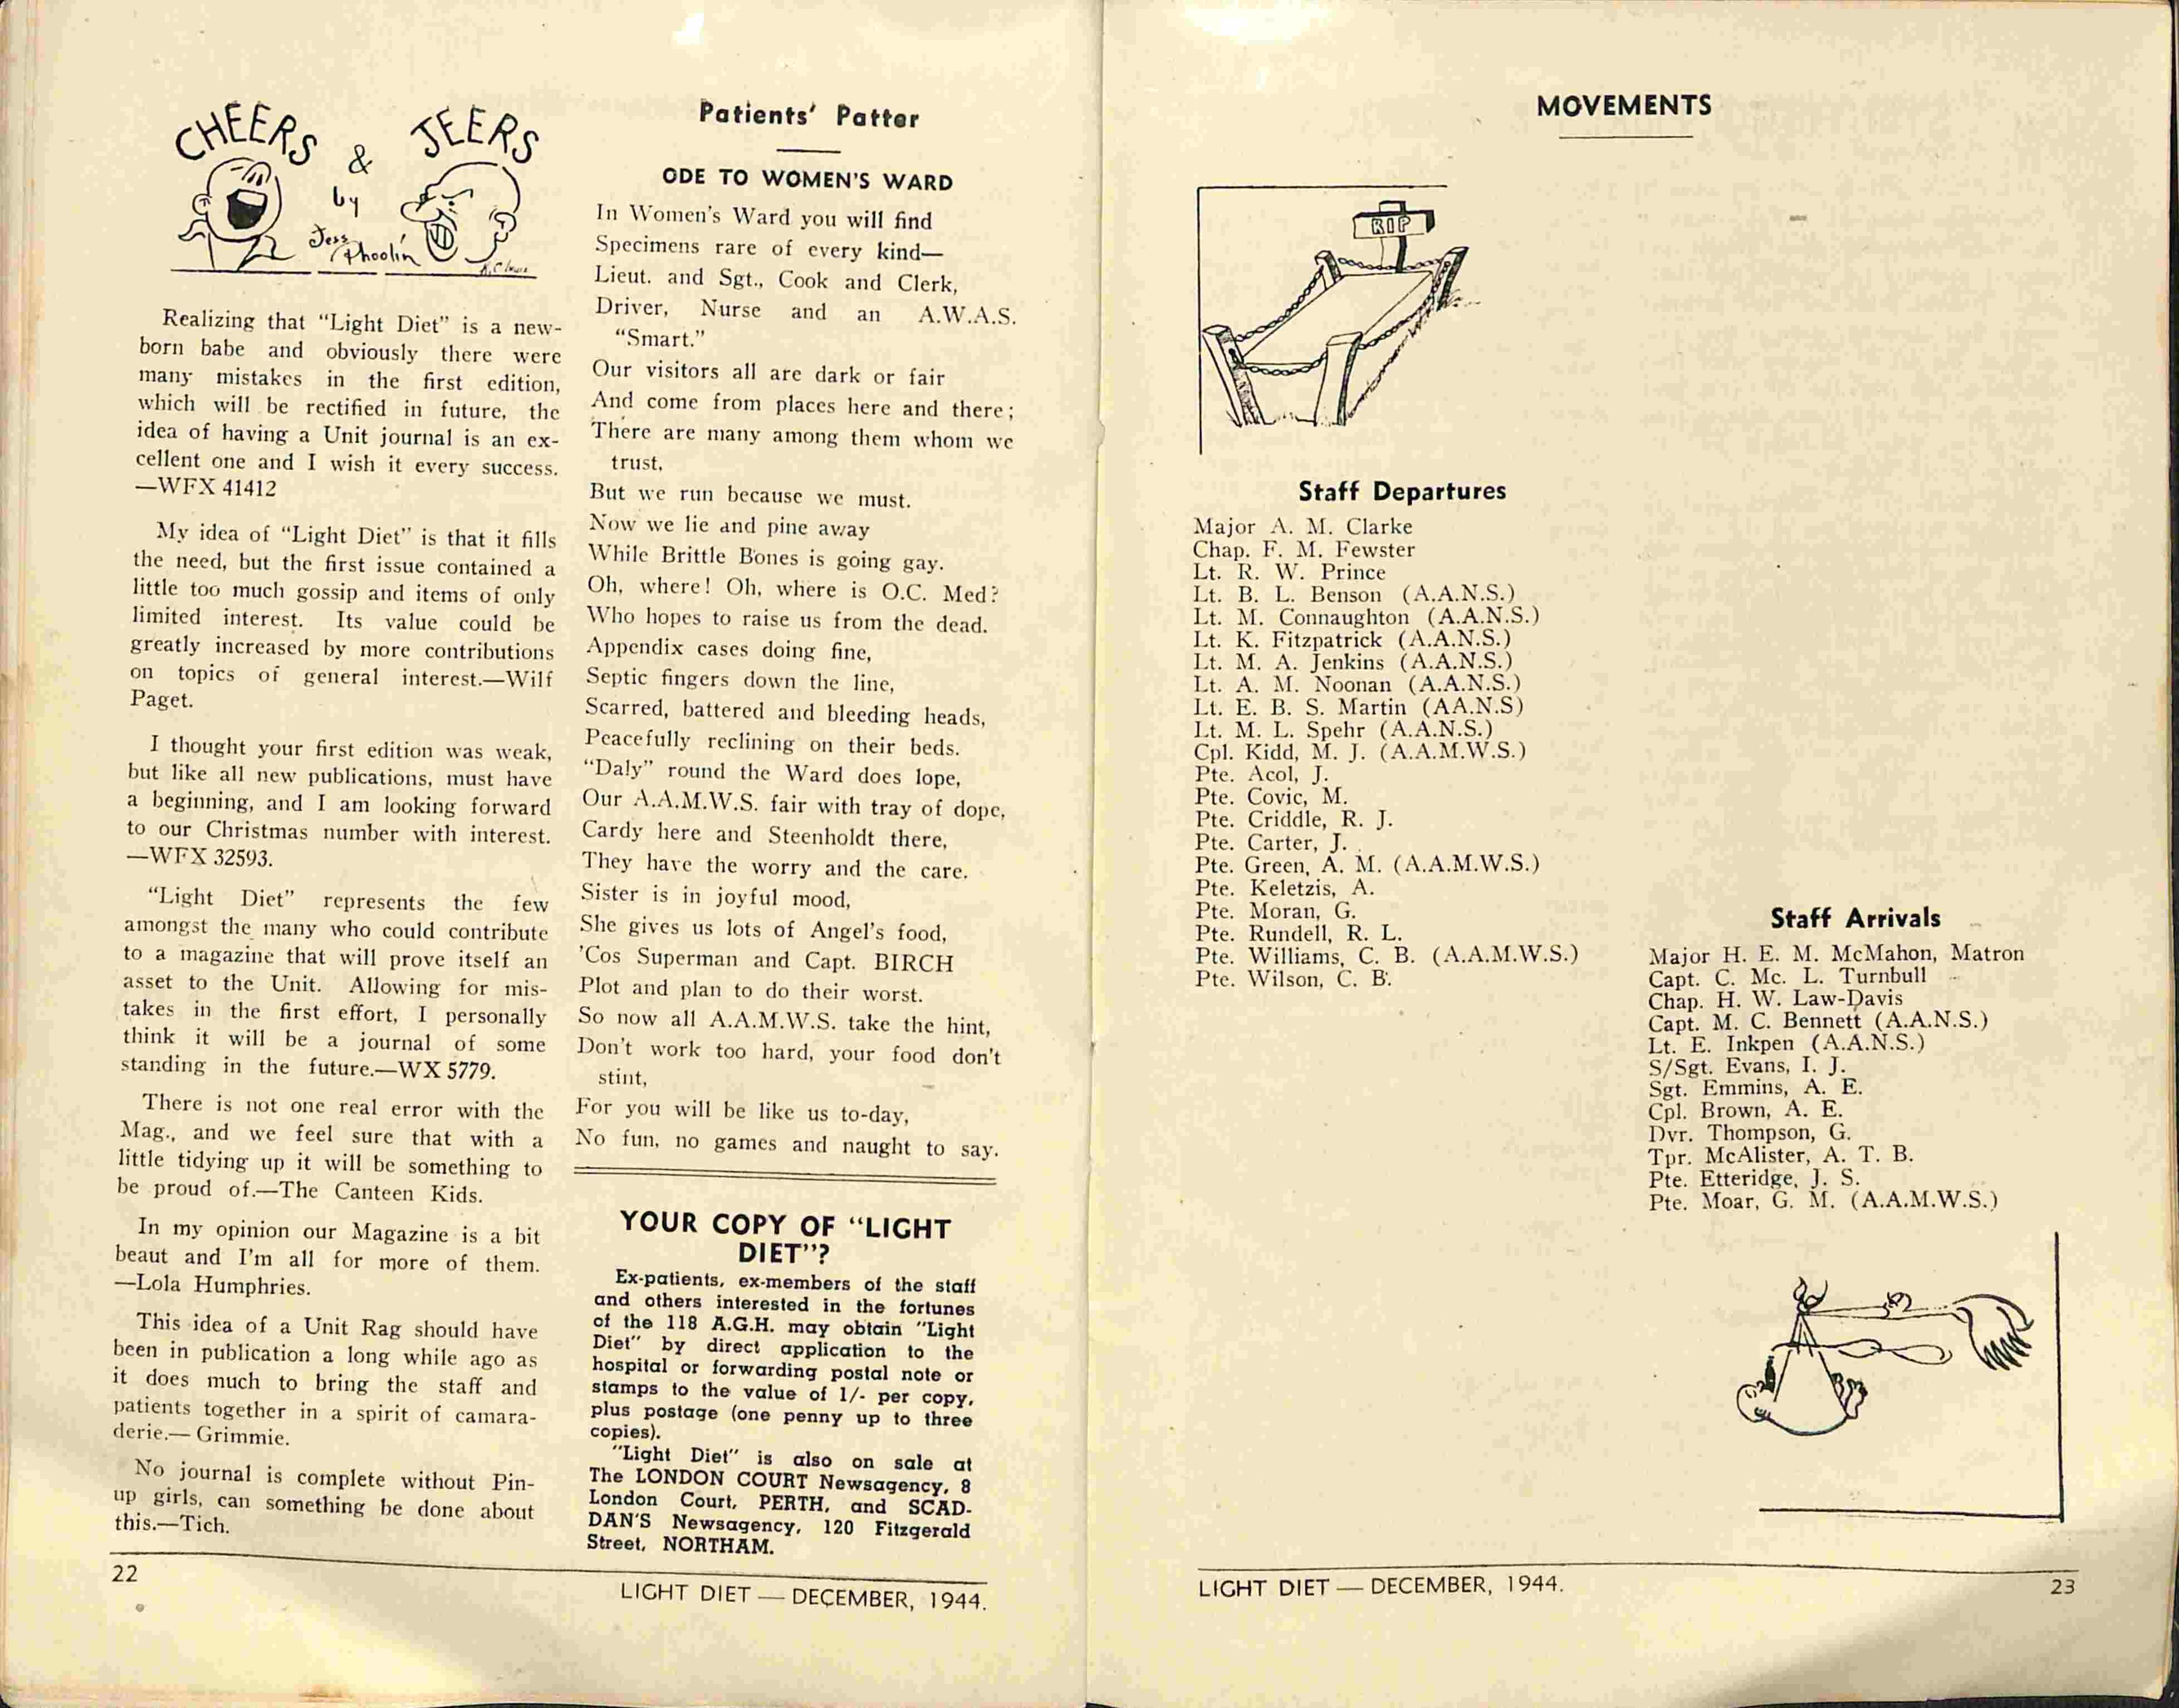 CHEERS & JEERS
by
Jess Phoolin'
Realizing that "Light Diet" is a new-
born babe and obviously there were
many mistakes in the first edition,
which will be rectified in future, the
idea of having a Unit journal is an ex-
cellent one and I wish it every success.
—WFX 41412
My idea of "Light Diet" is that it fills
the need, but the first issue contained a
little too much gossip and items of only
limited interest. Its value could be
greatly increased by more contributions
on topics of general interest.—Wilf
Paget.
I thought your first edition was weak,
but like all new publications, must have
a beginning, and I am looking forward
to our Christmas number with interest.
—WFX 32593.
"Light Diet" represents the few
amongst the many who could contribute
to a magazine that will prove itself an
asset to the Unit. Allowing for mis-
takes in the first effort, I personally
think it will be a journal of some
standing in the future.—WX 5779.
There is not one real error with the
Mag., and we feel sure that with a
little tidying up it will be something to
be proud of.—The Canteen Kids.
In my opinion our Magazine is a bit
beaut and I'm all for more of them.
—Lola Humphries.
This idea of a Unit Rag should have
been in publication a long while ago as
it does much to bring the staff and
patients together in a spirit of camara-
derie.— Grimmie.
No journal is complete without Pin-
up girls, can something be done about
this.—Tich.
22
Patients' Patter
ODE TO WOMEN'S WARD
In Women's Ward you will find
Specimens rare of every kind—
Lieut. and Sgt., Cook and Clerk,
Driver, Nurse and an A.W.A.S.
"Smart."
Our visitors all are dark or fair
And come from places here and there;
There are many among them whom we
trust,
But we run because we must.
Now we lie and pine away
While Brittle Bones is going gay.
Oh, where! Oh, where is O.C. Med?
Who hopes to raise us from the dead.
Appendix cases doing fine,
Septic fingers down the line,
Scarred, battered and bleeding heads,
Peacefully reclining on their beds.
"Daly" round the Ward does lope,
Our A.A.M.W.S. fair with tray of dope,
Cardy here and Steenholdt there,
They have the worry and the care.
Sister is in joyful mood,
She gives us lots of Angel's food,
'Cos Superman and Capt. BIRCH
Plot and plan to do their worst.
So now all A.A.M.W.S. take the hint,
Don't work too hard, your food don't
stint,
For you will be like us to-day,
No fun, no games and naught to say.
YOUR COPY OF "LIGHT
DIET"?
Ex-patients, ex-members of the staff
and others interested in the fortunes
of the 118 A.G.H. may obtain "Light
Diet" by direct application to the
hospital or forwarding postal note or
stamps to the value of 1/- per copy,
plus postage (one penny up to three
copies).
"Light Diet" is also on sale at
The LONDON COURT Newsagency, 8
London Court, PERTH, and SCAD-
DAN'S Newsagency, 120 Fitzgerald
Street, NORTHAM.
LIGHT DIET — DECEMBER, 1944.
MOVEMENTS
RIP
Staff Departures
Major A. M. Clarke
Chap. F. M. Fewster
Lt. R. W. Prince
Lt. B. L. Benson (A.A.N.S.)
Lt. M. Connaughton (A.A.N.S.)
Lt. K. Fitzpatrick (A.A.N.S.)
Lt. M. A. Jenkins (A.A.N.S.)
Lt. A. M. Noonan (A.A.N.S.)
Lt. E. B. S. Martin (AA.N.S)
Lt. M. L. Spehr (A.A.N.S.)
Cpl. Kidd, M. J. (A.A.M.W.S.)
Pte. Acol, J.
Pte. Covic, M.
Pte. Criddle, R. J.
Pte. Carter, J.
Pte. Green, A. M. (A.A.M.W.S.)
Pte. Keletzis, A.
Pte. Moran, G.
Pte. Rundell, R. L.
Pte. Williams, C. B. (A.A.M.W.S.)
Pte. Wilson, C. B.
Staff Arrivals
Major H. E. M. McMahon, Matron
Capt. C. Mc. L. Turnbull
Chap. H. W. Law-Davis
Capt. M. C. Bennett (A.A.N.S.)
Lt. E. Inkpen (A.A.N.S.)
S/Sgt. Evans, I. J.
Sgt. Emmins, A. E.
Cpl. Brown, A. E.
Dvr. Thompson, G.
Tpr. McAlister, A. T. B.
Pte. Etteridge, J. S.
Pte. Moar, G. M. (A.A.M.W.S.)
LIGHT DIET — DECEMBER, 1944.
23